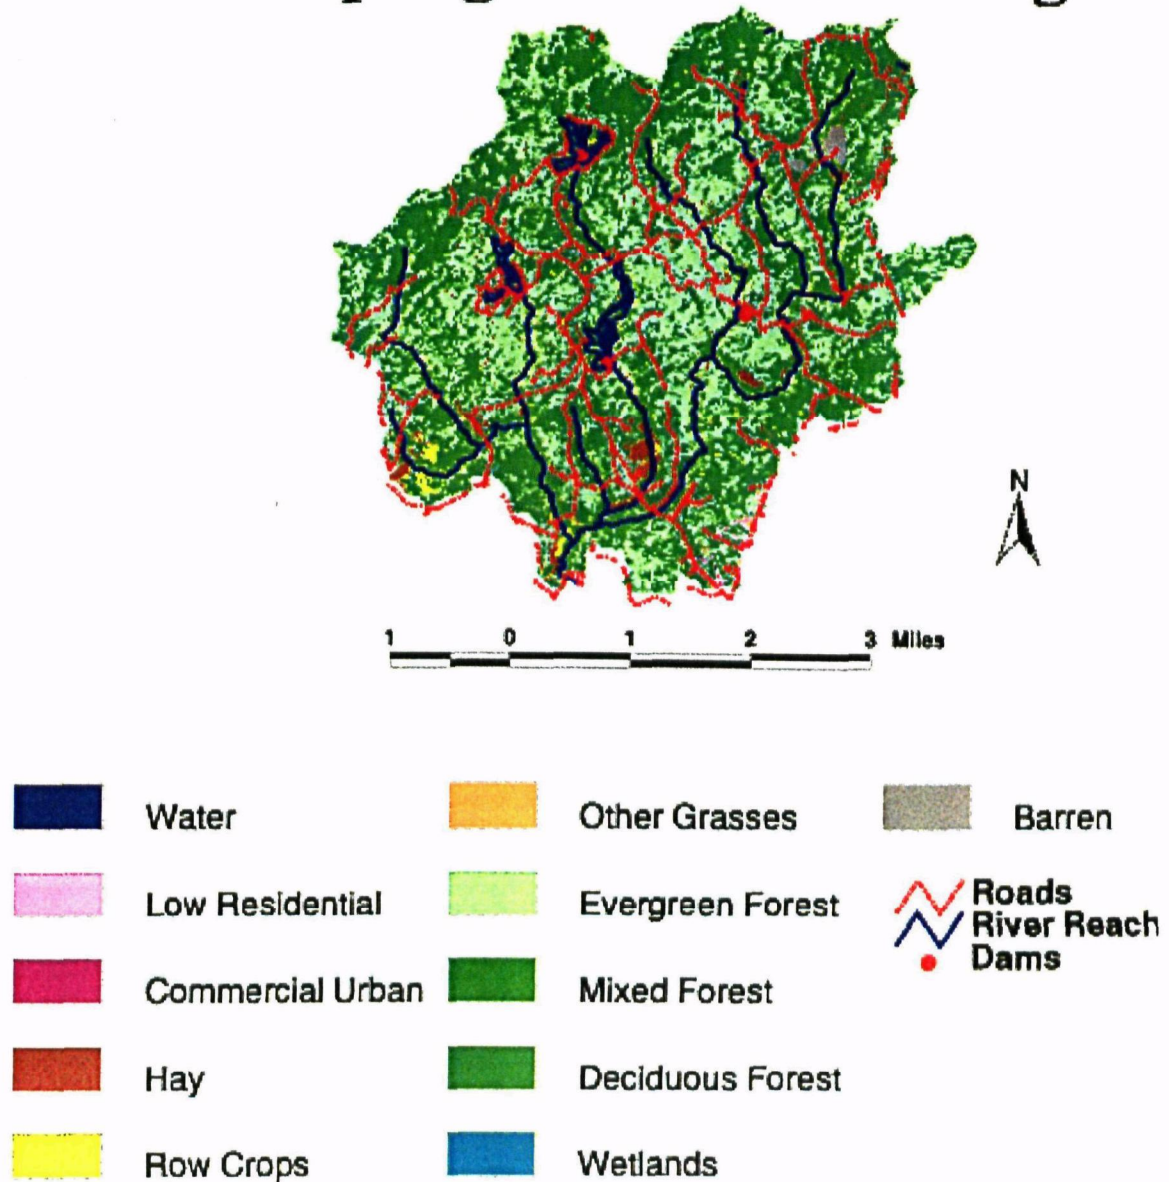 N
1 0 1 2 3 Miles
Water
Other Grasses
Barren
Low Residential
Evergreen Forest
Roads
River Reach
Commercial Urban
Mixed Forest
Dams
Hay
Deciduous Forest
Row Crops
Wetlands